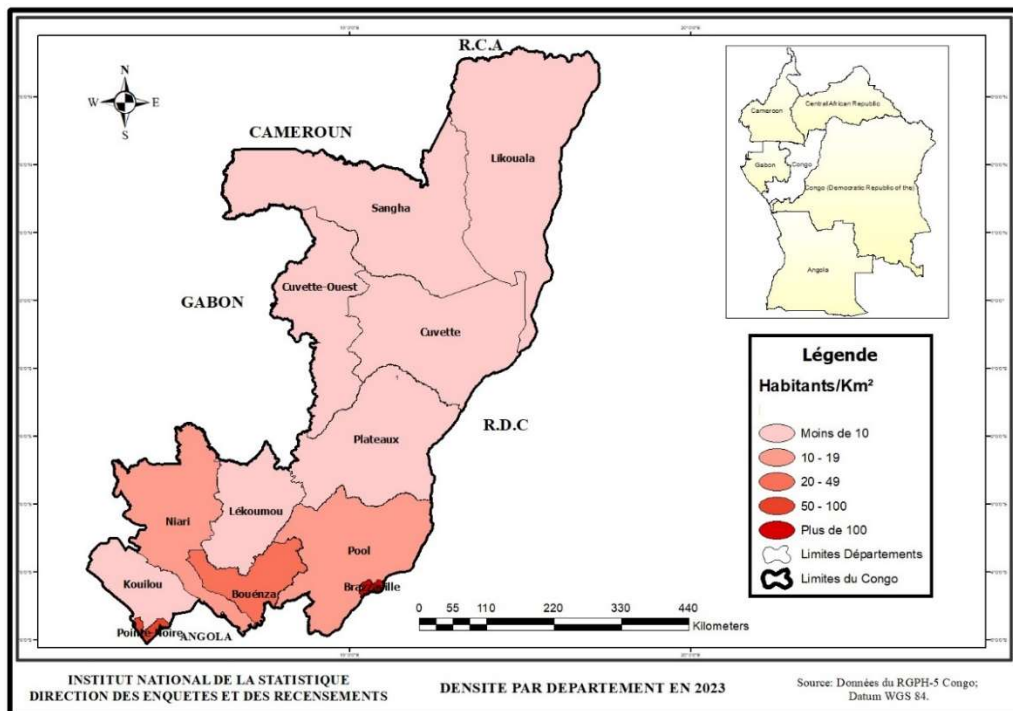 R.C.A
N
W E
S
CAMEROUN
Likouala
Sangha
GABON
Cuvette-Ouest
Cuvette
R.D.C
Plateaux
Niari
Lékoumou
Pool
Kouilou
Bouénza
Brazzaville
Pointe-Noire
ANGOLA
Cameroon
Central African Republic
Gabon
Congo
Congo (Democratic Republic of the)
Angola
Légende
Habitants/Km²
Moins de 10
10 - 19
20 - 49
50 - 100
Plus de 100
Limites Départements
Limites du Congo
0 55 110 220 330 440
Kilometers
INSTITUT NATIONAL DE LA STATISTIQUE
DIRECTION DES ENQUETES ET DES RECENSEMENTS
DENSITE PAR DEPARTEMENT EN 2023
Source: Données du RGPH-5 Congo;
Datum WGS 84.